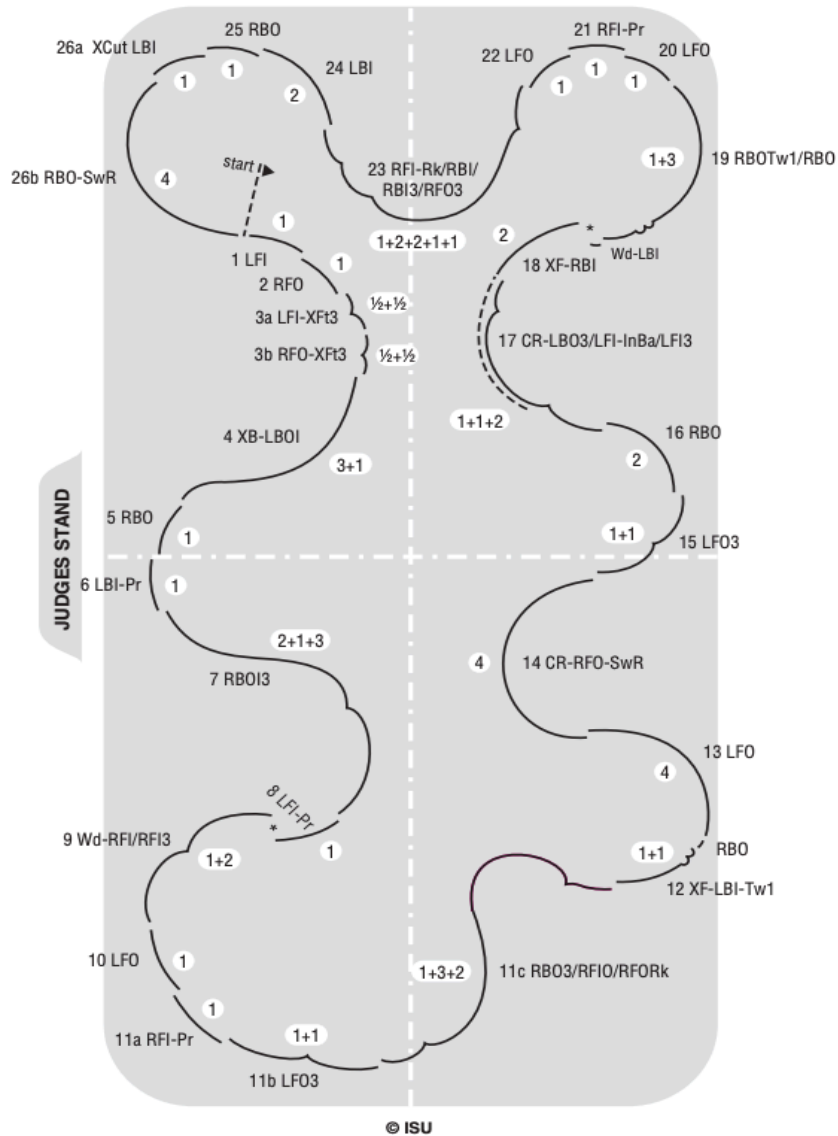 25 RBO
21 RFI-Pr
26a XCut LBI
22 LFO
20 LFO
24 LBI
1
1
2
1
1
1
26b RBO-SwR
4
start
23 RFI-Rk/RBI/
RBI3/RFO3
1+3
19 RBOTw1/RBO
1
1+2+2+1+1
2
*
Wd-LBI
1 LFI
1
18 XF-RBI
2 RFO
½+½
3a LFI-XFt3
3b RFO-XFt3
½+½
17 CR-LBO3/LFI-InBa/LFI3
1+1+2
4 XB-LBOI
3+1
16 RBO
2
JUDGES STAND
5 RBO
1
1+1
15 LFO3
6 LBI-Pr
1
2+1+3
7 RBOI3
4
14 CR-RFO-SwR
13 LFO
4
8 LFI-Pr
*
9 Wd-RFI/RFI3
1+2
1
1+1
RBO
12 XF-LBI-Tw1
10 LFO
1
1+3+2
11c RBO3/RFIO/RFORk
1
11a RFI-Pr
1+1
11b LFO3
© ISU